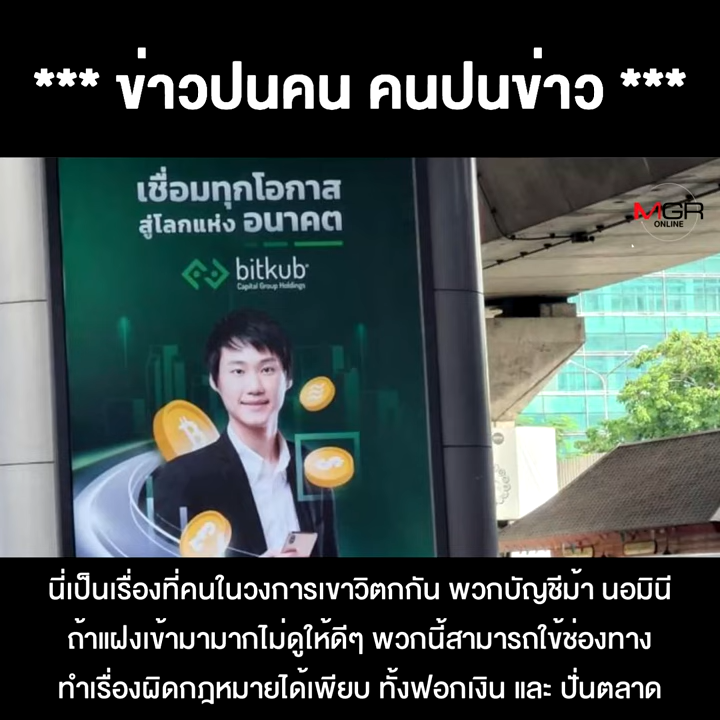 *** ข่าวปนคน คนปนข่าว ***
เชื่อมทุกโอกาส
สู่โลกแห่ง อนาคต
bitkub
Capital Group Holdings
MGR
ONLINE
นี่เป็นเรื่องที่คนในวงการเขาวิตกกัน พวกบัญชีม้า นอมินี
ถ้าแฝงเข้ามามากไม่ดูให้ดีๆ พวกนี้สามารถใช้ช่องทาง
ทำเรื่องผิดกฎหมายได้เพียบ ทั้งฟอกเงิน และ ปั่นตลาด